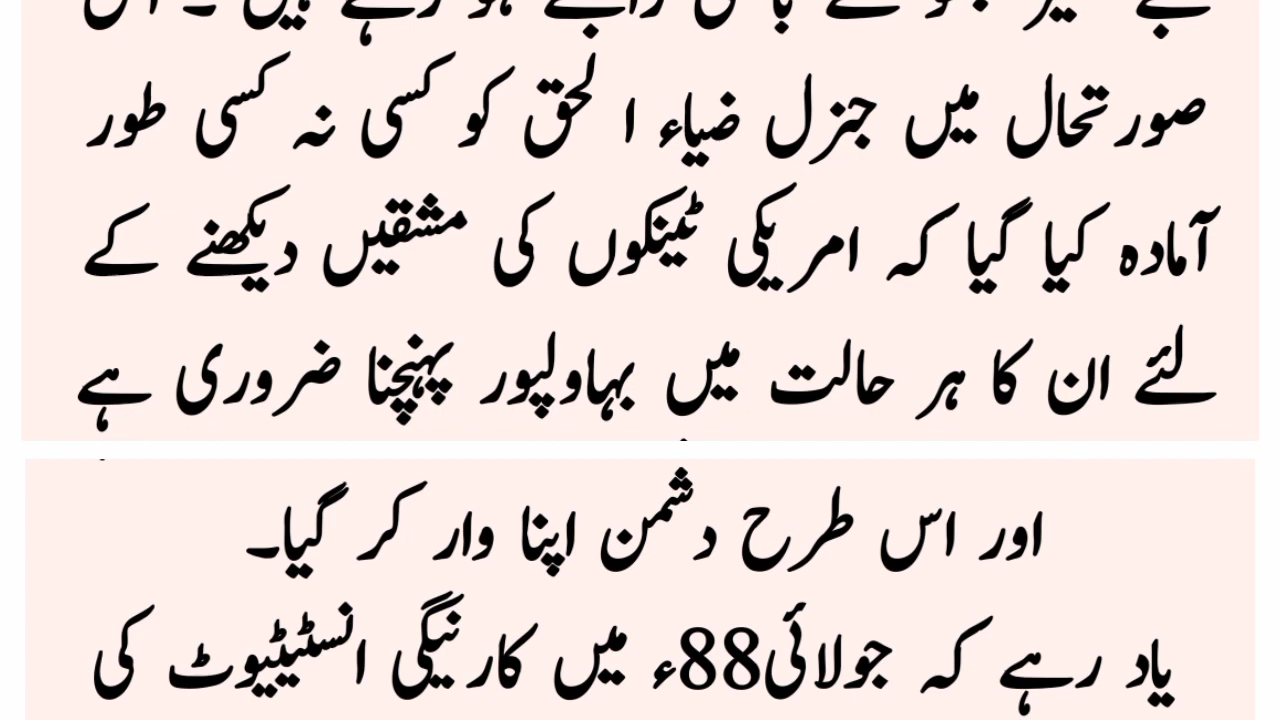 صورتحال میں جنرل ضیاء ا لحق کو کسی نہ کسی طور
آمادہ کیا گیا کہ امریکی ٹینکوں کی مشقیں دیکھنے کے
لئے ان کا ہر حالت میں بہاولپور پہنچنا ضروری ہے
اور اس طرح دشمن اپنا وار کر گیا۔
یاد رہے کہ جولائی88ء میں کارنیگی انسٹیٹیوٹ کی